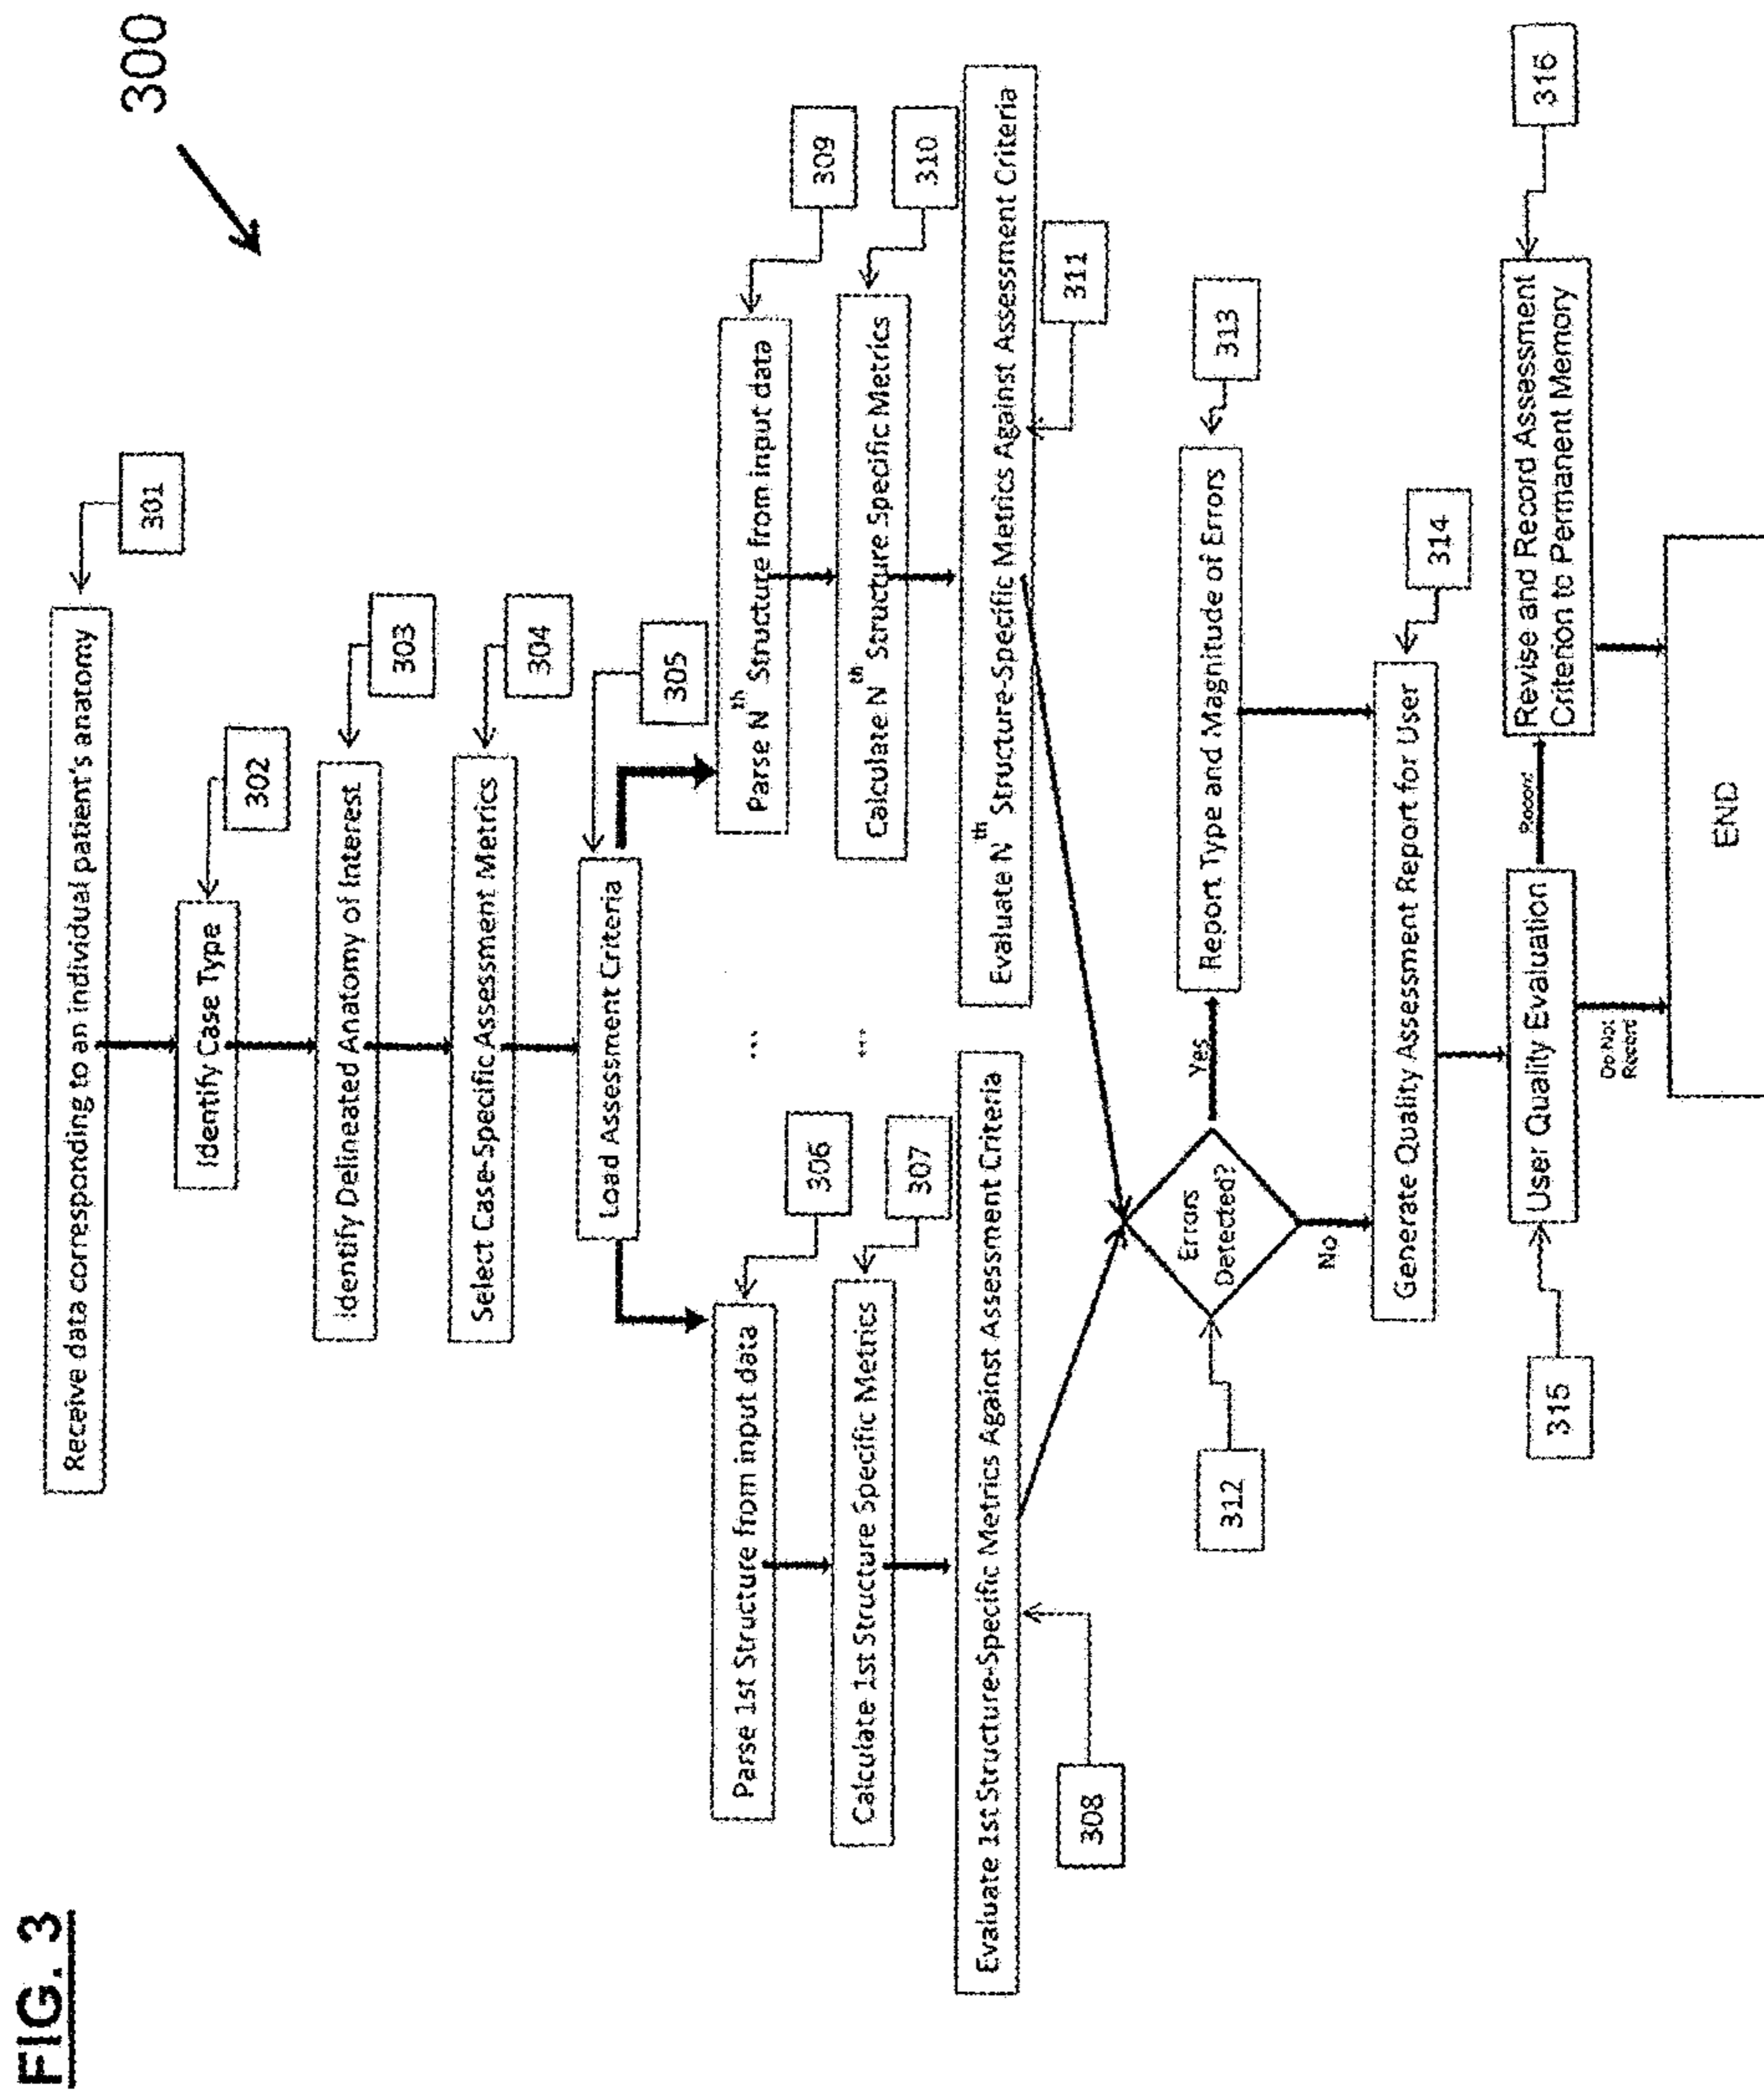 FIG. 3
300
Receive data corresponding to an individual patient's anatomy
301
Identify Case Type
302
Identify Delineated Anatomy of Interest
303
Select Case-Specific Assessment Metrics
304
Load Assessment Criteria
305
Parse 1st Structure from input data
306
...
Parse Nth Structure from input data
309
Calculate 1st Structure Specific Metrics
307
...
Calculate Nth Structure Specific Metrics
310
Evaluate 1st Structure-Specific Metrics Against Assessment Criteria
308
Evaluate Nth Structure-Specific Metrics Against Assessment Criteria
311
312
Errors
Detected?
Yes
Report Type and Magnitude of Errors
313
No
Generate Quality Assessment Report for User
314
315
User Quality Evaluation
Record
Revise and Record Assessment
Criterion to Permanent Memory
316
Do Not
Record
END